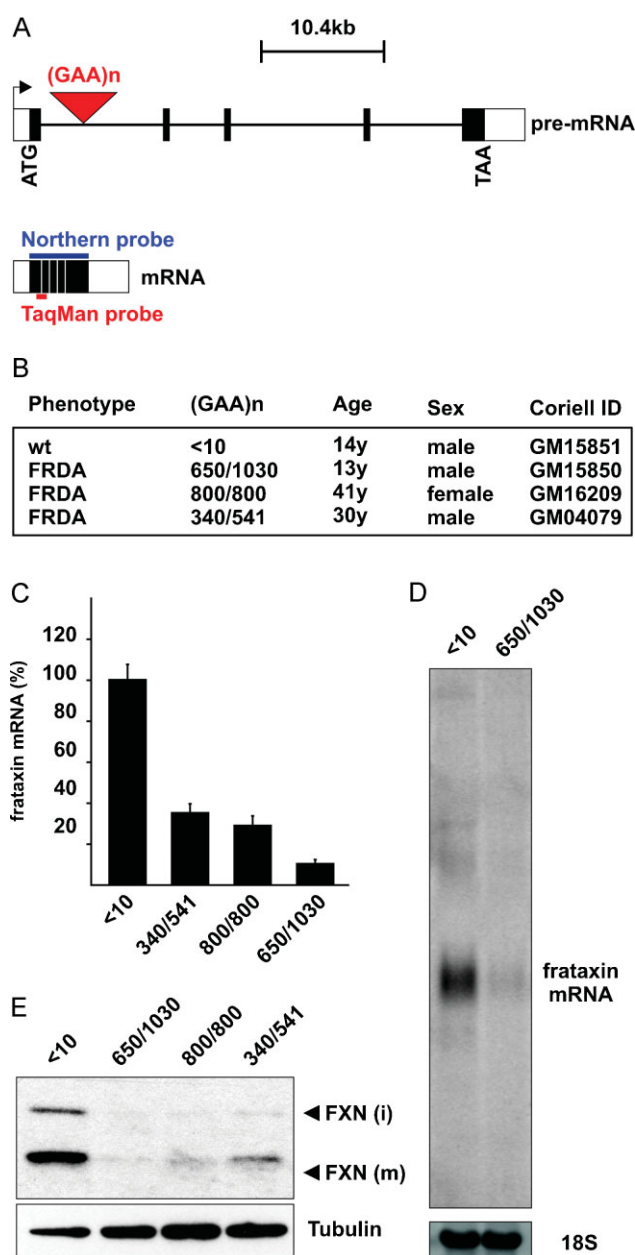 A
10.4kb
(GAA)n
pre-mRNA
ATG
TAA
Northern probe
mRNA
TaqMan probe
B
Phenotype (GAA)n Age Sex Coriell ID
wt <10 14y male GM15851
FRDA 650/1030 13y male GM15850
FRDA 800/800 41y female GM16209
FRDA 340/541 30y male GM04079
C
frataxin mRNA (%)
120
100
80
60
40
20
<10 340/541 800/800 650/1030
D
<10 650/1030
frataxin
mRNA
18S
E
<10 650/1030 800/800 340/541
FXN (i)
FXN (m)
Tubulin